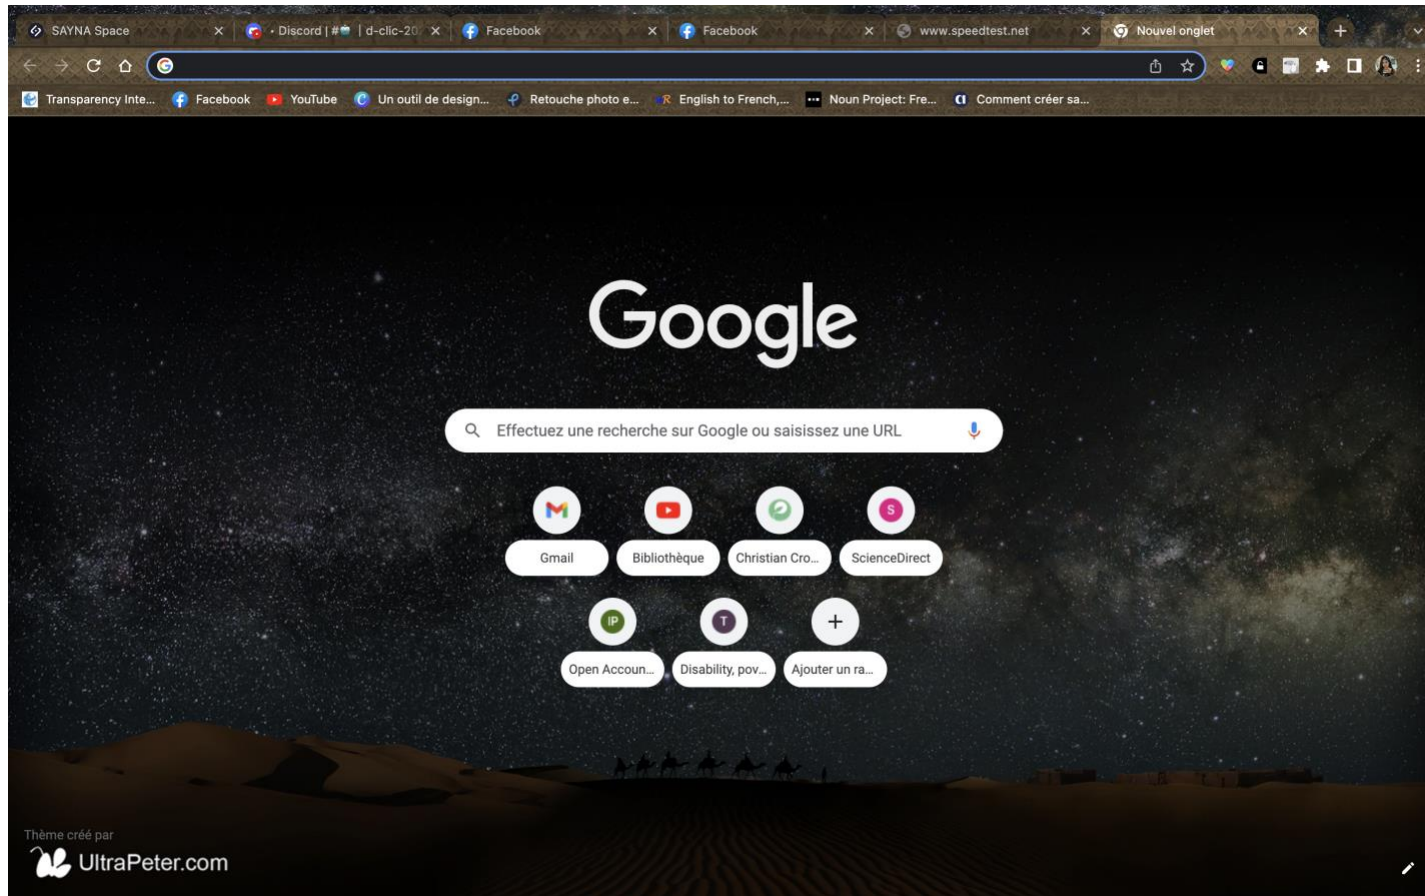 SAYNA Space • Discord | # | d-clic-20 Facebook Facebook www.speedtest.net Nouvel onglet
Transparency Inte... Facebook YouTube Un outil de design... Retouche photo e... English to French,... Noun Project: Fre... Comment créer sa...
Google
Effectuez une recherche sur Google ou saisissez une URL
S
Gmail Bibliothèque Christian Cro... ScienceDirect
IP T
Open Accoun... Disability, pov... Ajouter un ra...
Thème créé par
UltraPeter.com